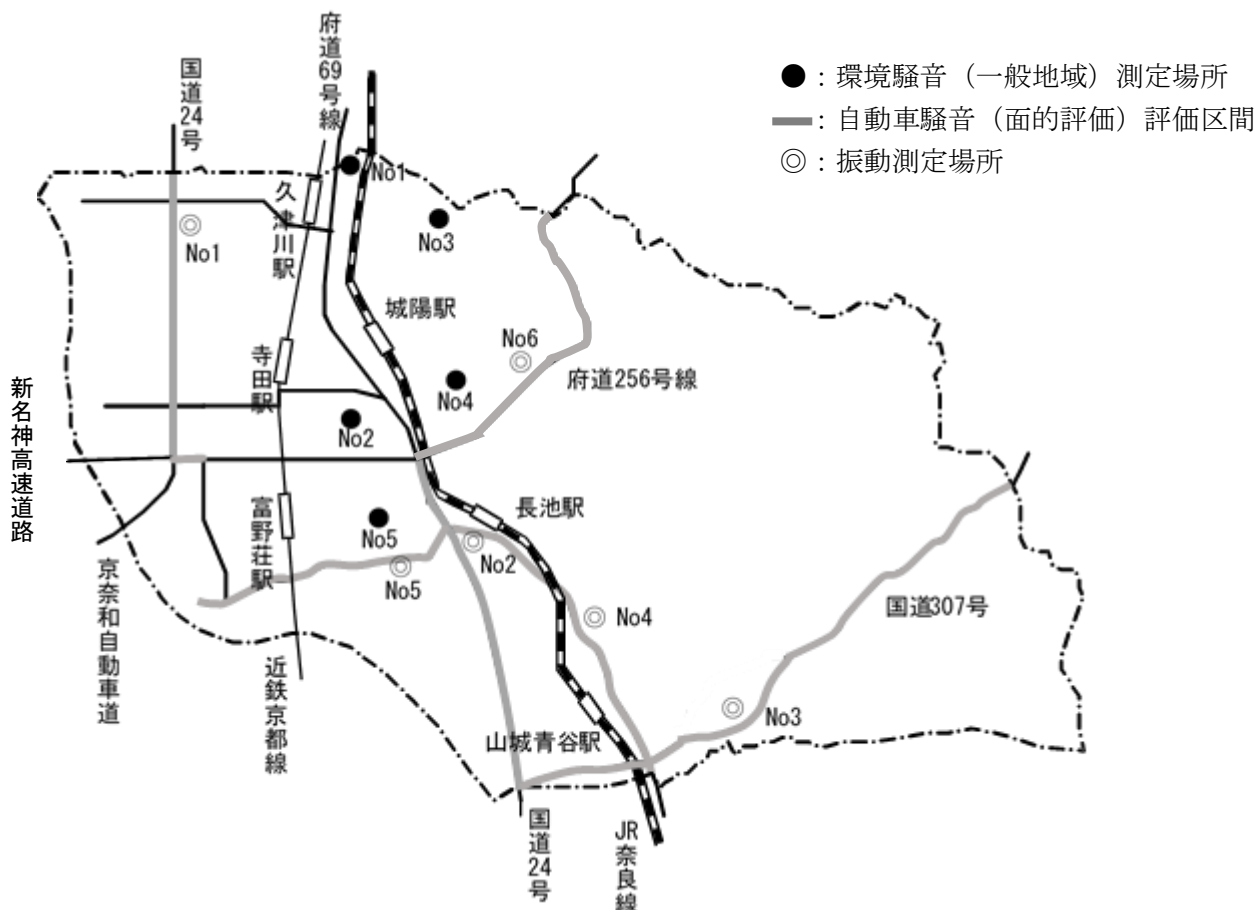 府道69号線
国道24号
●：環境騒音（一般地域）測定場所
━：自動車騒音（面的評価）評価区間
◎：振動測定場所
No1
久津川駅
No3
No1
城陽駅
No6
寺田駅
府道256号線
新名神高速道路
No4
No2
長池駅
富野荘駅
No5
No2
No5
京奈和自動車道
国道307号
No4
近鉄京都線
No3
山城青谷駅
国道24号
JR奈良線